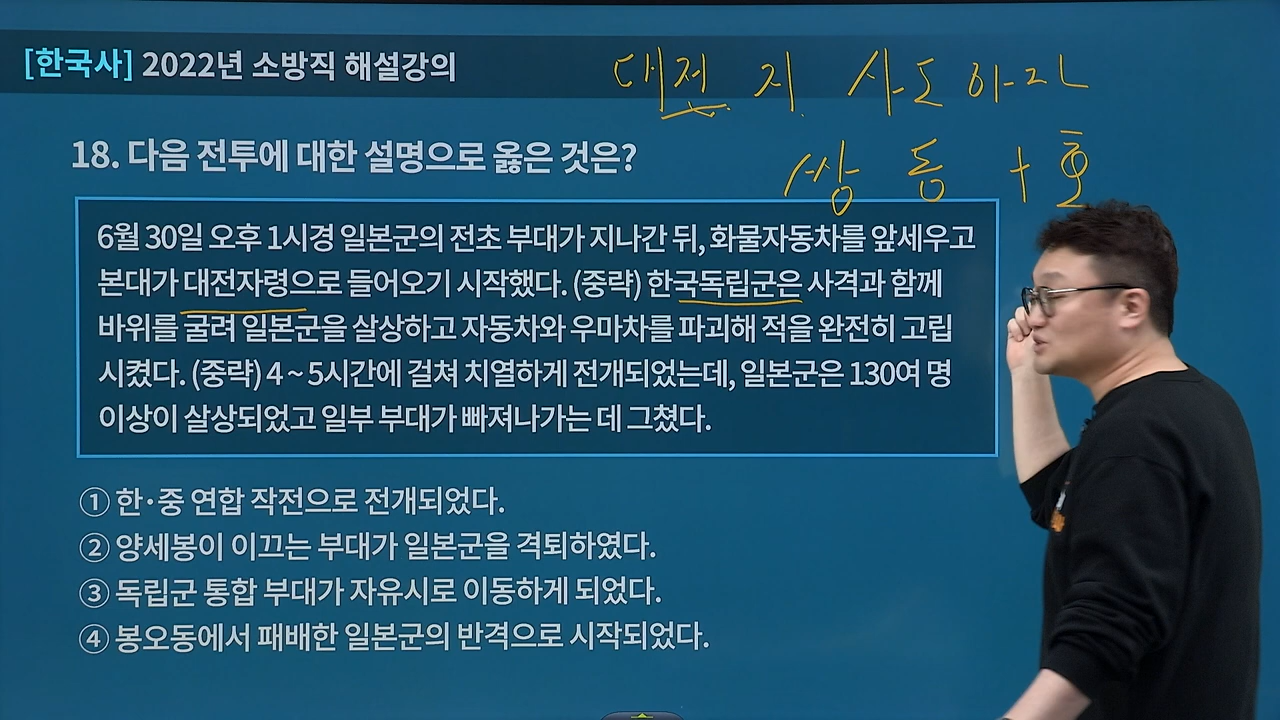 [한국사] 2022년 소방직 해설강의
대전 지 사도하라
쌍 동 + 호
18. 다음 전투에 대한 설명으로 옳은 것은?
6월 30일 오후 1시경 일본군의 전초 부대가 지나간 뒤, 화물자동차를 앞세우고
본대가 대전자령으로 들어오기 시작했다. (중략) 한국독립군은 사격과 함께
바위를 굴려 일본군을 살상하고 자동차와 우마차를 파괴해 적을 완전히 고립
시켰다. (중략) 4 ~ 5시간에 걸쳐 치열하게 전개되었는데, 일본군은 130여 명
이상이 살상되었고 일부 부대가 빠져나가는 데 그쳤다.
① 한·중 연합 작전으로 전개되었다.
② 양세봉이 이끄는 부대가 일본군을 격퇴하였다.
③ 독립군 통합 부대가 자유시로 이동하게 되었다.
④ 봉오동에서 패배한 일본군의 반격으로 시작되었다.